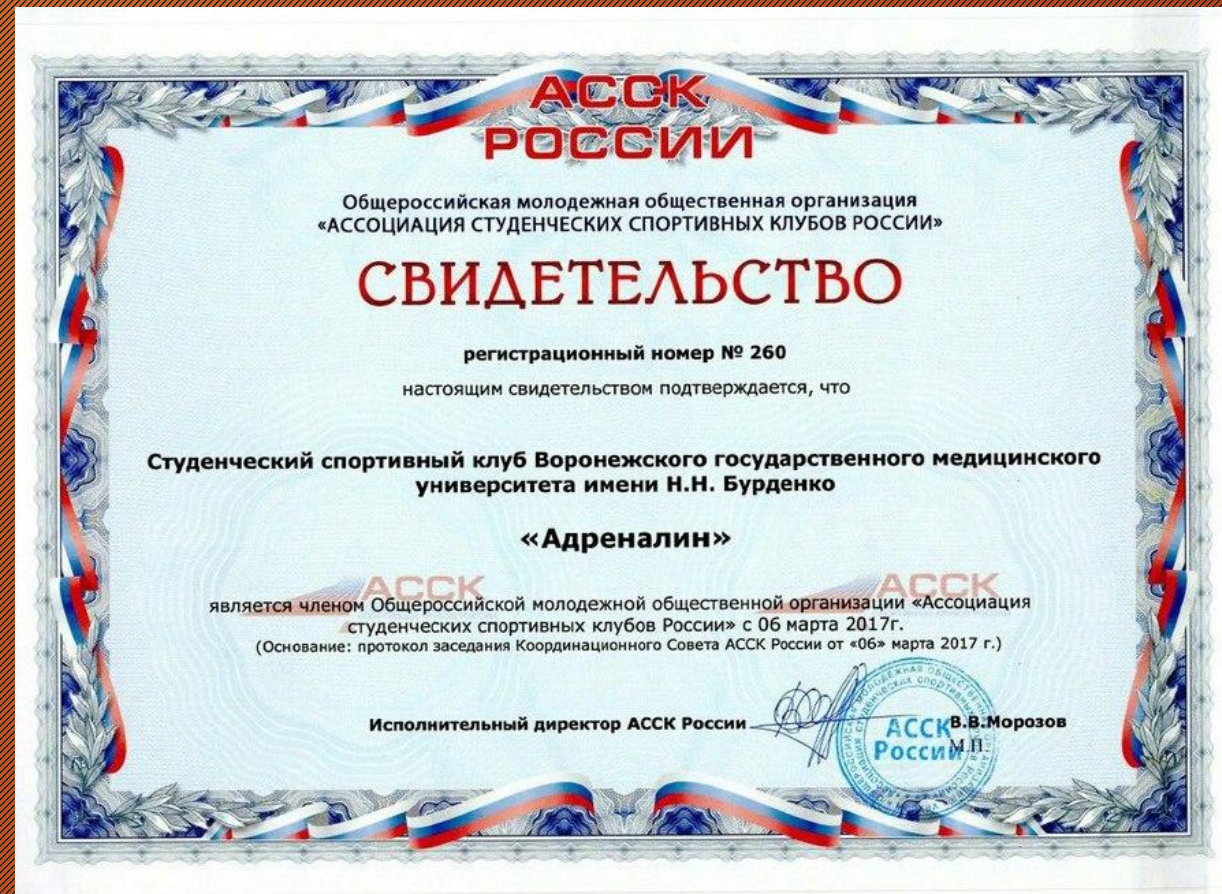 АССК
РОССИИ
Общероссийская молодежная общественная организация
«АССОЦИАЦИЯ СТУДЕНЧЕСКИХ СПОРТИВНЫХ КЛУБОВ РОССИИ»
СВИДЕТЕЛЬСТВО
регистрационный номер № 260
настоящим свидетельством подтверждается, что
Студенческий спортивный клуб Воронежского государственного медицинского
университета имени Н.Н. Бурденко
«Адреналин»
АССК АССК
является членом Общероссийской молодежной общественной организации «Ассоциация
студенческих спортивных клубов России» с 06 марта 2017г.
(Основание: протокол заседания Координационного Совета АССК России от «06» марта 2017 г.)
Исполнительный директор АССК России В.В.Морозов
М.П.
АССК
России